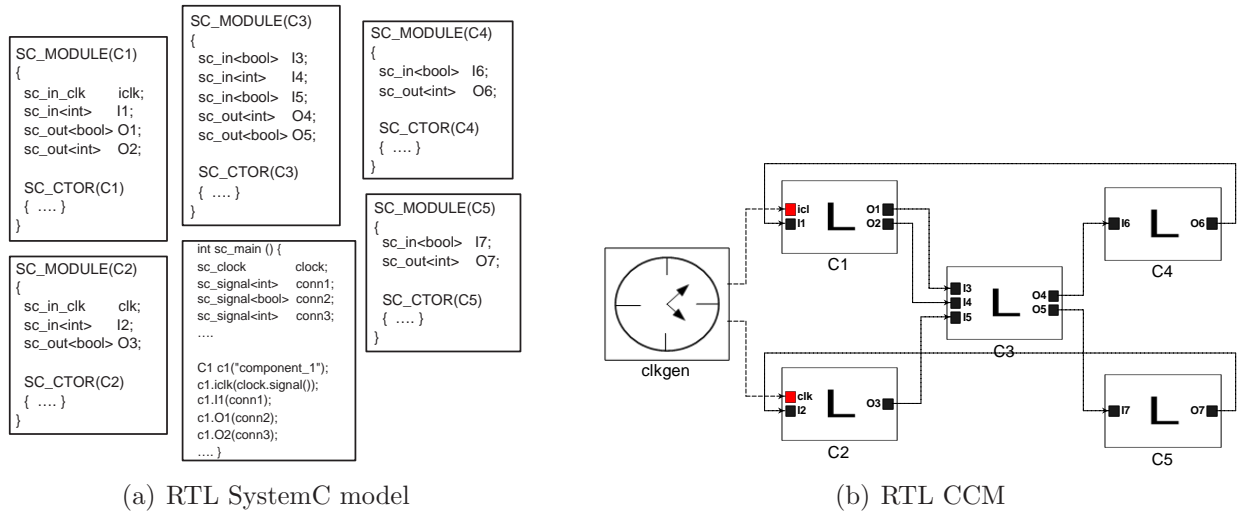 SC_MODULE(C1)
{
sc_in_clk iclk;
sc_in<int> I1;
sc_out<bool> O1;
sc_out<int> O2;
SC_CTOR(C1)
{ .... }
}
SC_MODULE(C2)
{
sc_in_clk clk;
sc_in<int> I2;
sc_out<bool> O3;
SC_CTOR(C2)
{ .... }
}
SC_MODULE(C3)
{
sc_in<bool> I3;
sc_in<int> I4;
sc_in<bool> I5;
sc_out<int> O4;
sc_out<bool> O5;
SC_CTOR(C3)
{ .... }
}
int sc_main () {
sc_clock clock;
sc_signal<int> conn1;
sc_signal<bool> conn2;
sc_signal<int> conn3;
....
C1 c1("component_1");
c1.iclk(clock.signal());
c1.I1(conn1);
c1.O1(conn2);
c1.O2(conn3);
.... }
SC_MODULE(C4)
{
sc_in<bool> I6;
sc_out<int> O6;
SC_CTOR(C4)
{ .... }
}
SC_MODULE(C5)
{
sc_in<bool> I7;
sc_out<int> O7;
SC_CTOR(C5)
{ .... }
}
(a) RTL SystemC model
clkgen
icl
I1
L
O1
O2
C1
clk
I2
L
O3
C2
I3
I4
I5
L
O4
O5
C3
I6
L
O6
C4
I7
L
O7
C5
(b) RTL CCM